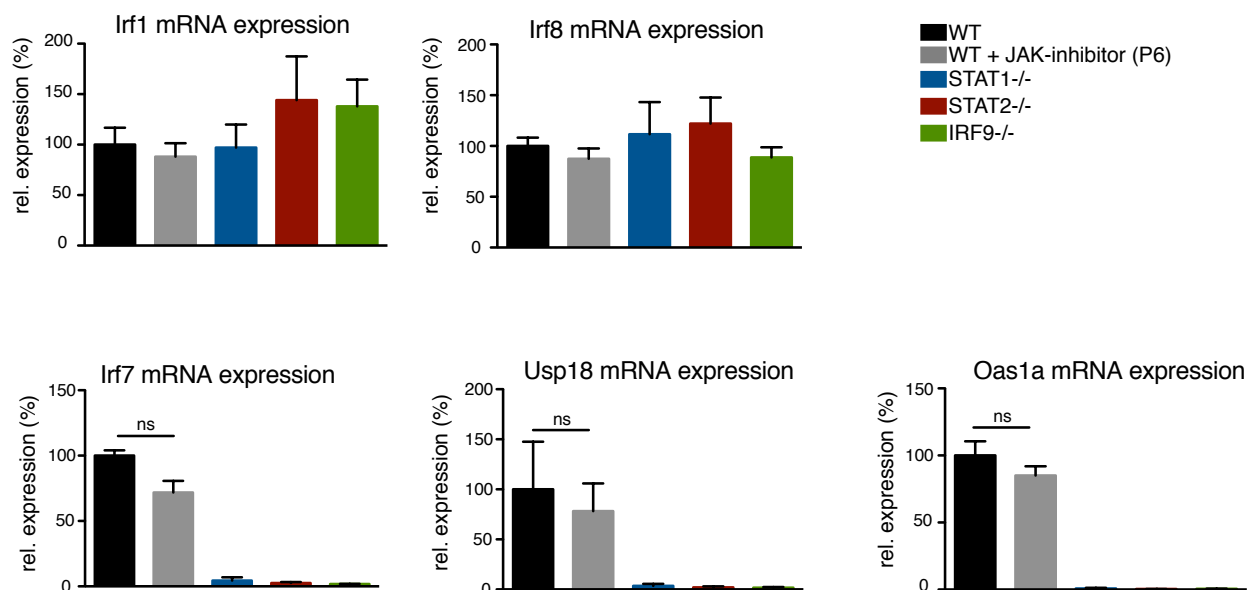 Irf1 mRNA expression
rel. expression (%)
200
150
100
50
0
Irf8 mRNA expression
rel. expression (%)
200
150
100
50
0
WT
WT + JAK-inhibitor (P6)
STAT1-/-
STAT2-/-
IRF9-/-
Irf7 mRNA expression
rel. expression (%)
150
100
50
0
ns
Usp18 mRNA expression
rel. expression (%)
200
150
100
50
0
ns
Oas1a mRNA expression
rel. expression (%)
150
100
50
0
ns